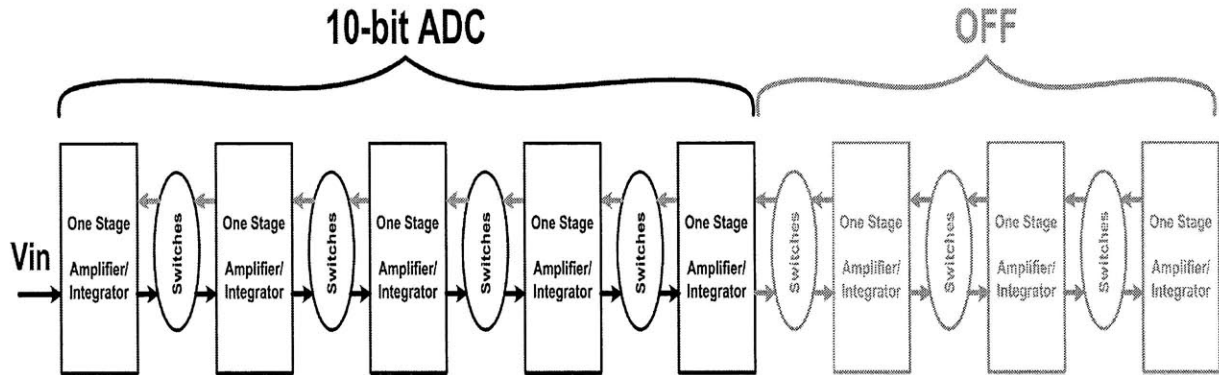 10-bit ADC
OFF
Vin
One Stage
Amplifier/
Integrator
Switches
One Stage
Amplifier/
Integrator
Switches
One Stage
Amplifier/
Integrator
Switches
One Stage
Amplifier/
Integrator
Switches
One Stage
Amplifier/
Integrator
Switches
One Stage
Amplifier/
Integrator
Switches
One Stage
Amplifier/
Integrator
Switches
One Stage
Amplifier/
Integrator